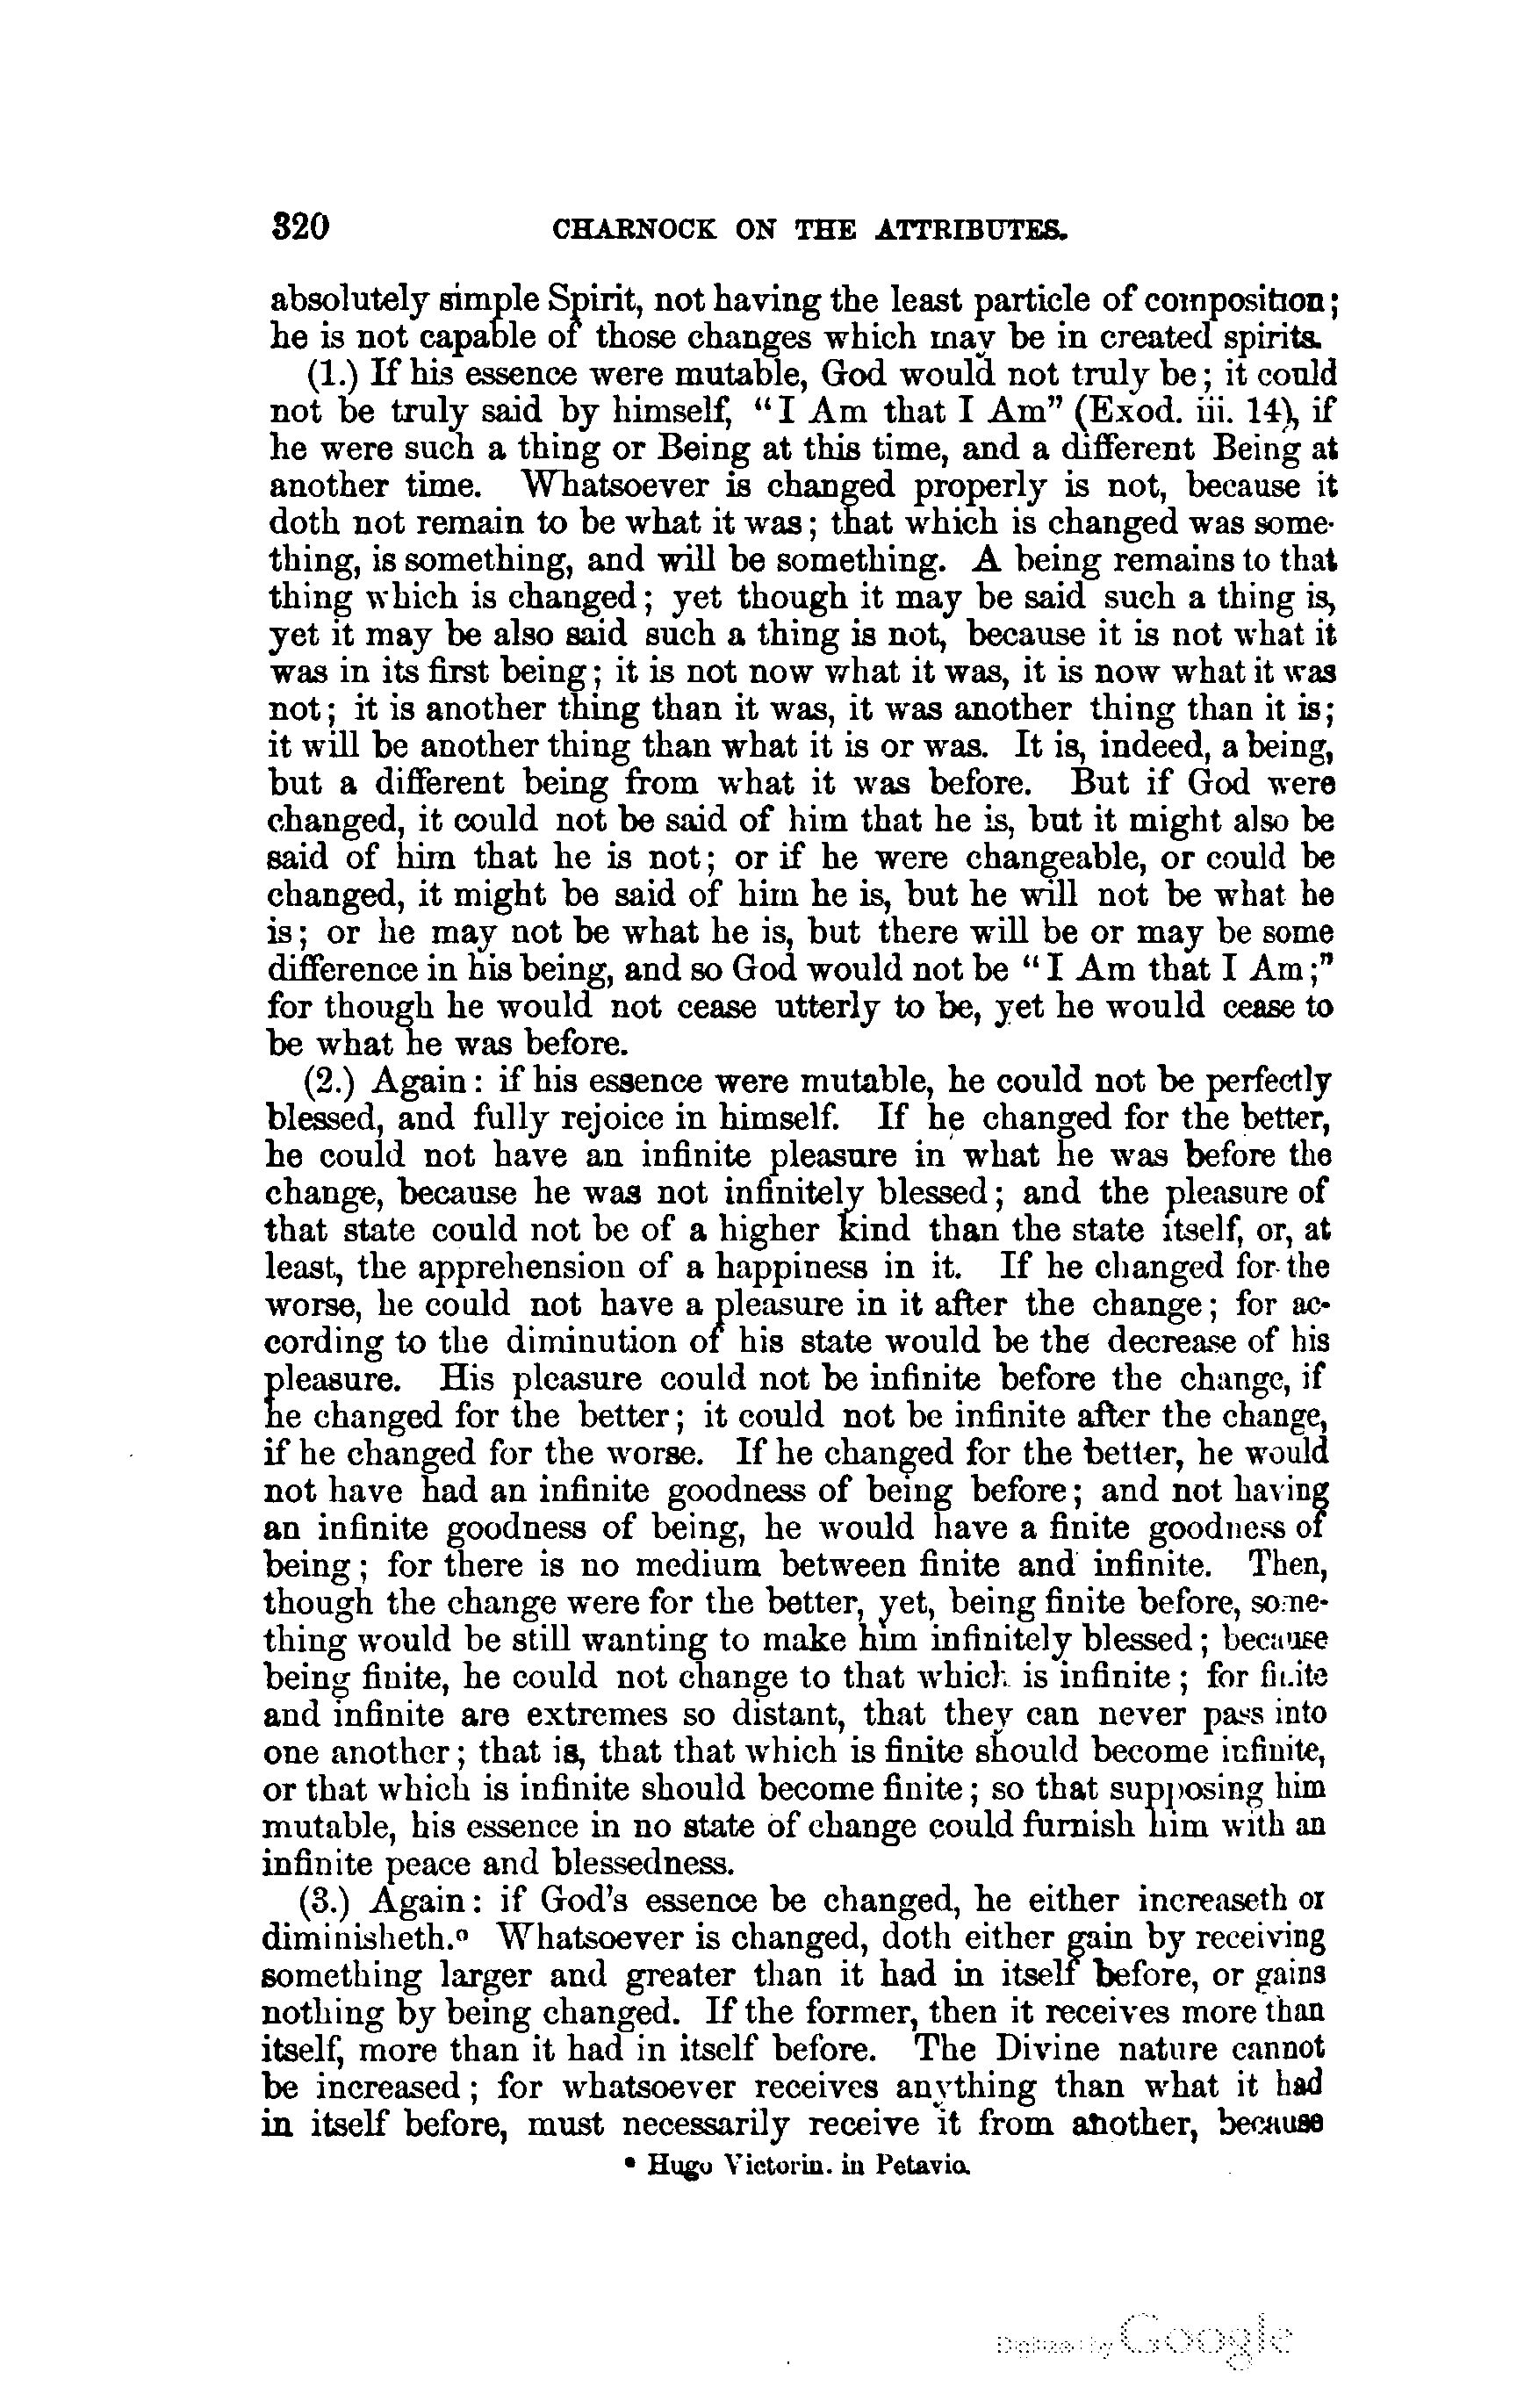 320 CHARNOCK ON THE ATTRIBUTES.
absolutely simple Spirit, not having the least particle of composition;
he is not capable of those changes which may be in created spirits.
(1.) If his essence were mutable, God would not truly be; it could
not be truly said by himself, “I Am that I Am” (Exod. iii. 14), if
he were such a thing or Being at this time, and a different Being at
another time. Whatsoever is changed properly is not, because it
doth not remain to be what it was; that which is changed was some-
thing, is something, and will be something. A being remains to that
thing which is changed; yet though it may be said such a thing is,
yet it may be also said such a thing is not, because it is not what it
was in its first being; it is not now what it was, it is now what it was
not; it is another thing than it was, it was another thing than it is;
it will be another thing than what it is or was. It is, indeed, a being,
but a different being from what it was before. But if God were
changed, it could not be said of him that he is, but it might also be
said of him that he is not; or if he were changeable, or could be
changed, it might be said of him he is, but he will not be what he
is; or he may not be what he is, but there will be or may be some
difference in his being, and so God would not be “I Am that I Am;”
for though he would not cease utterly to be, yet he would cease to
be what he was before.
(2.) Again: if his essence were mutable, he could not be perfectly
blessed, and fully rejoice in himself. If he changed for the better,
he could not have an infinite pleasure in what he was before the
change, because he was not infinitely blessed; and the pleasure of
that state could not be of a higher kind than the state itself, or, at
least, the apprehension of a happiness in it. If he changed for the
worse, he could not have a pleasure in it after the change; for ac-
cording to the diminution of his state would be the decrease of his
pleasure. His pleasure could not be infinite before the change, if
he changed for the better; it could not be infinite after the change,
if he changed for the worse. If he changed for the better, he would
not have had an infinite goodness of being before; and not having
an infinite goodness of being, he would have a finite goodness of
being; for there is no medium between finite and infinite. Then,
though the change were for the better, yet, being finite before, some-
thing would be still wanting to make him infinitely blessed; because
being finite, he could not change to that which is infinite; for finite
and infinite are extremes so distant, that they can never pass into
one another; that is, that that which is finite should become infinite,
or that which is infinite should become finite; so that supposing him
mutable, his essence in no state of change could furnish him with an
infinite peace and blessedness.
(3.) Again: if God’s essence be changed, he either increaseth or
diminisheth.ⁿ Whatsoever is changed, doth either gain by receiving
something larger and greater than it had in itself before, or gains
nothing by being changed. If the former, then it receives more than
itself, more than it had in itself before. The Divine nature cannot
be increased; for whatsoever receives anything than what it had
in itself before, must necessarily receive it from another, because
ⁿ Hugo Victorin. in Petavio.
Digitized by Google